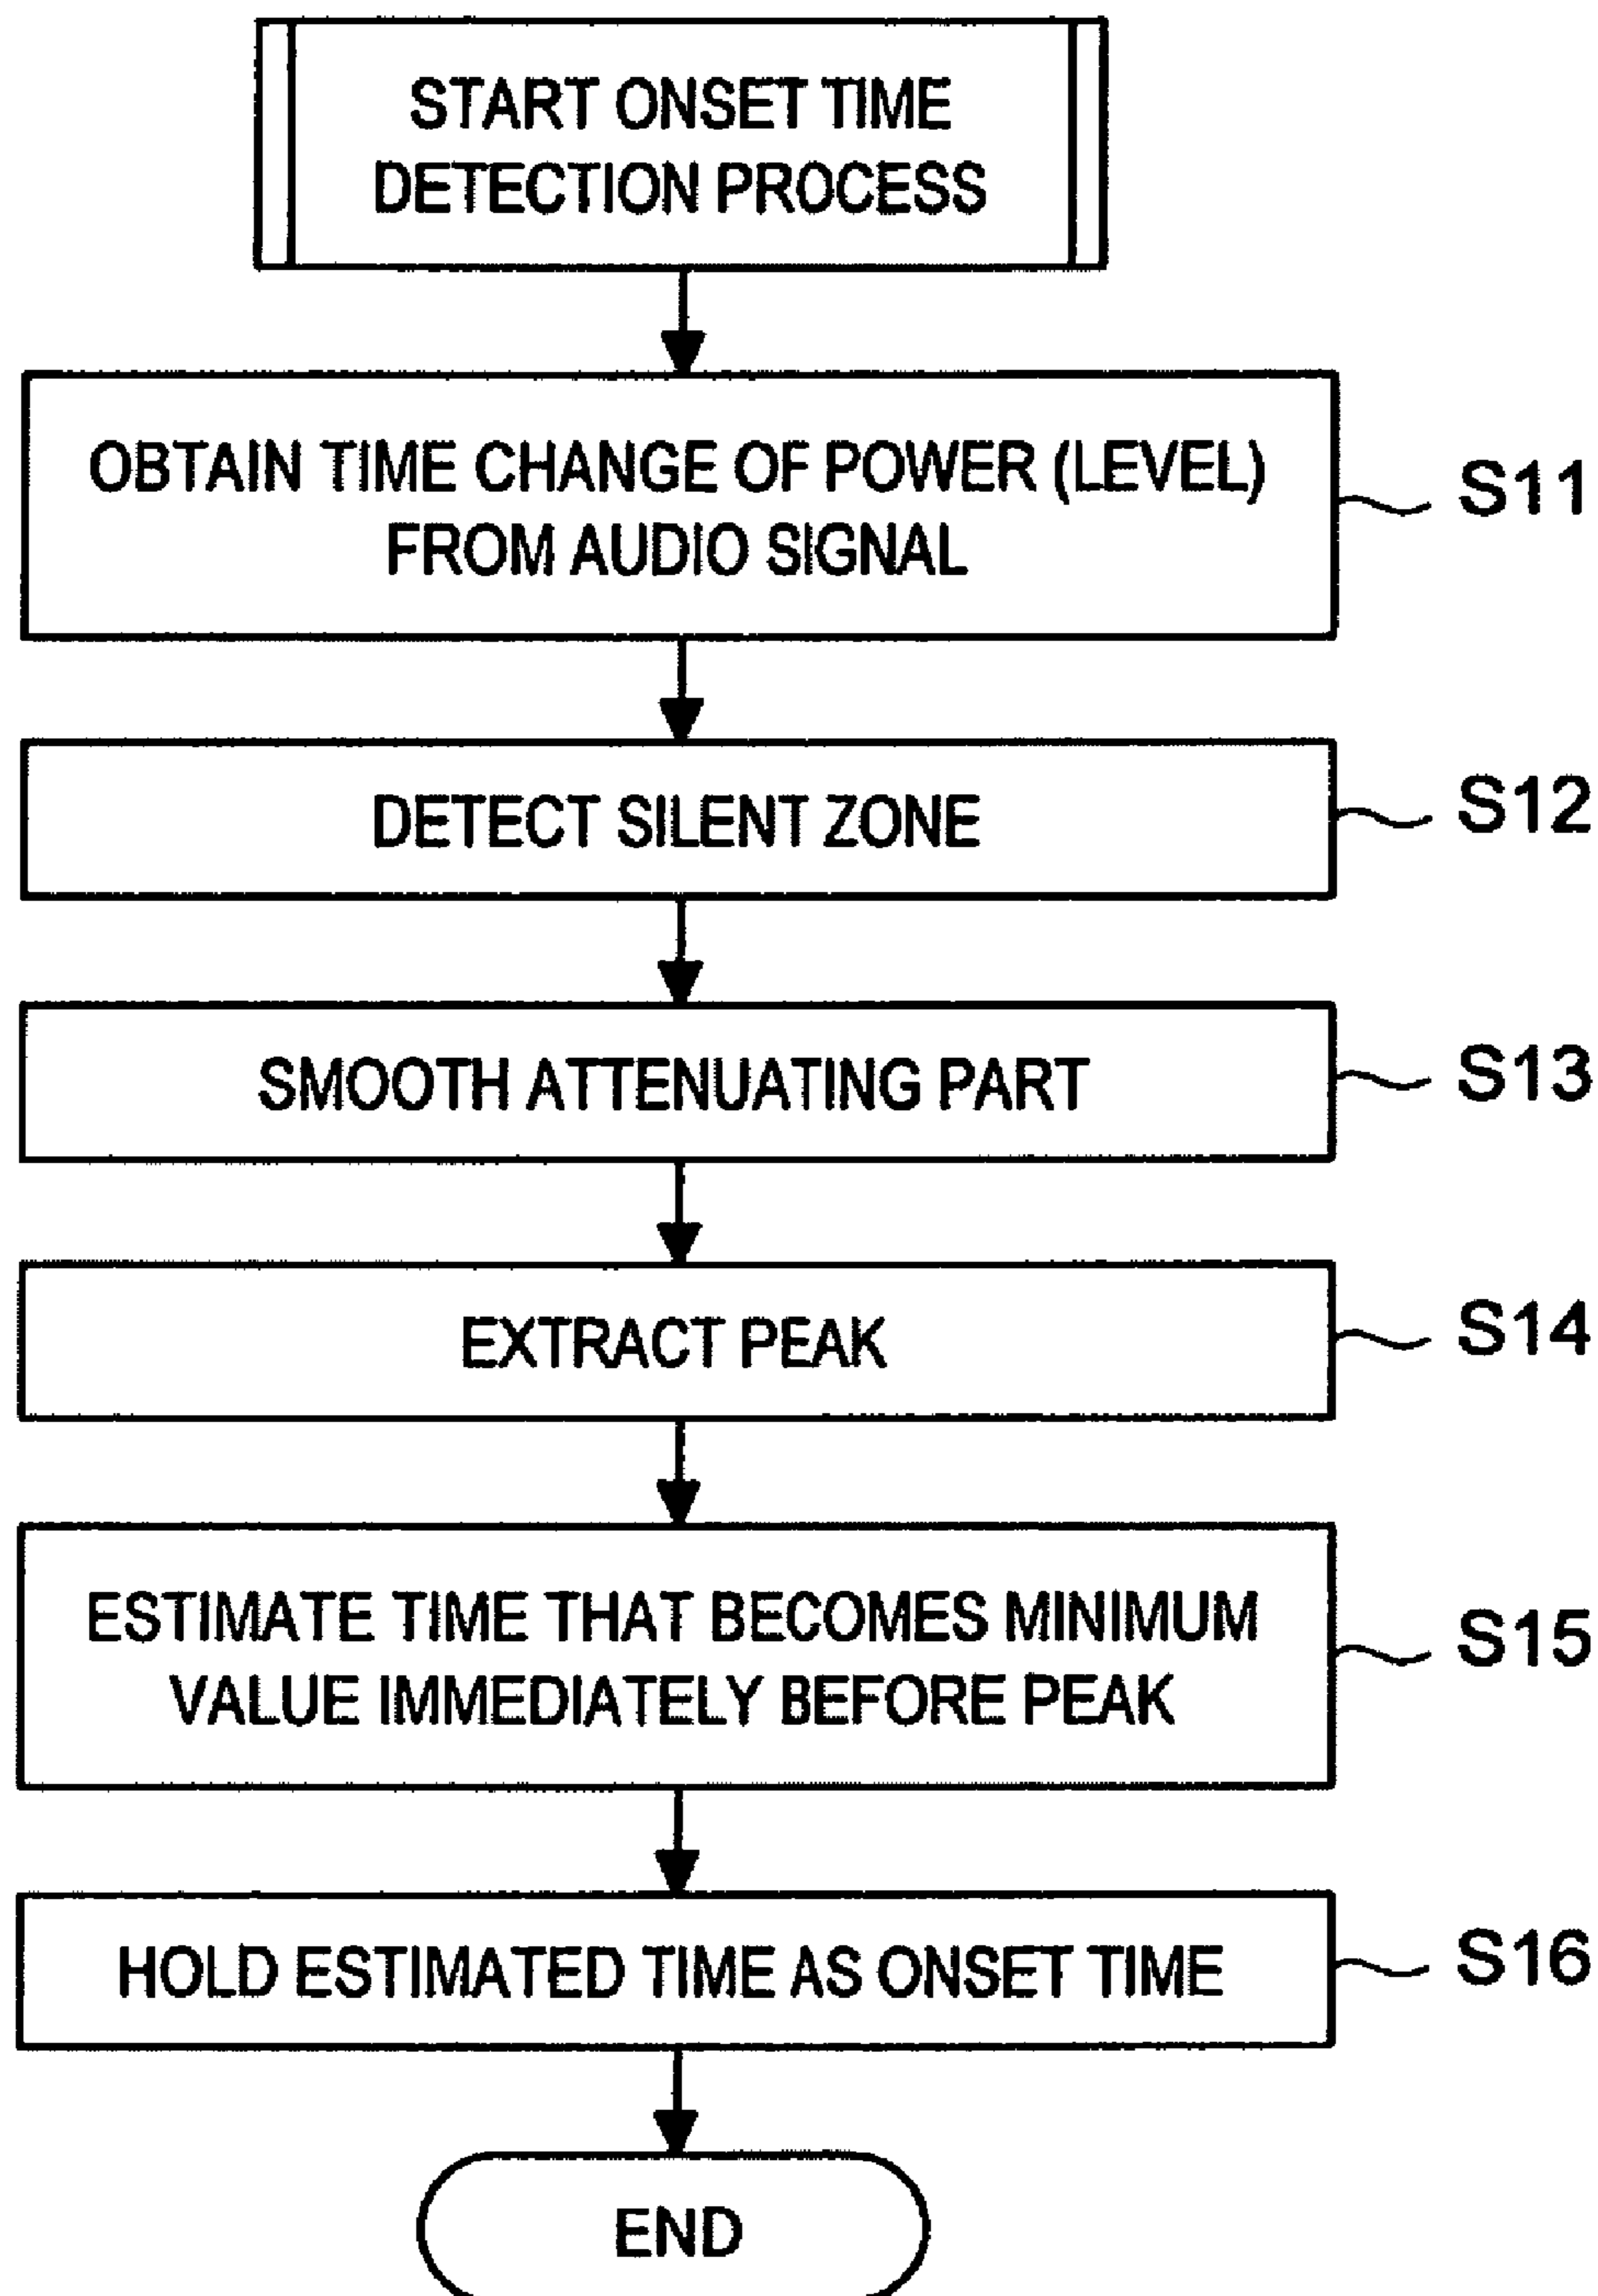 START ONSET TIME
DETECTION PROCESS
OBTAIN TIME CHANGE OF POWER (LEVEL)
FROM AUDIO SIGNAL
S11
DETECT SILENT ZONE
S12
SMOOTH ATTENUATING PART
S13
EXTRACT PEAK
S14
ESTIMATE TIME THAT BECOMES MINIMUM
VALUE IMMEDIATELY BEFORE PEAK
S15
HOLD ESTIMATED TIME AS ONSET TIME
S16
END